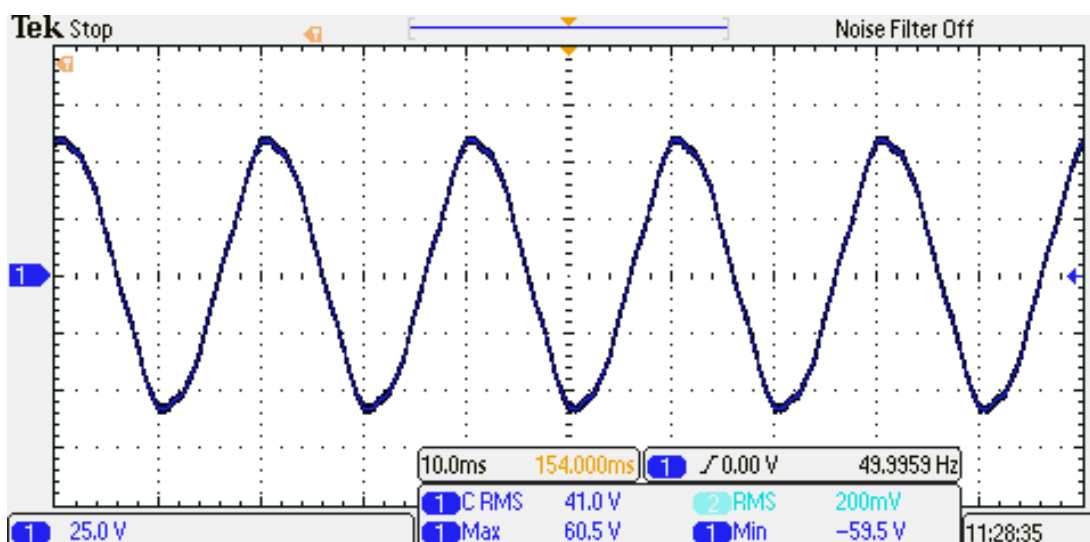 Tek Stop T Noise Filter Off
T
1
10.0ms 154.000ms 1 0.00 V 49.9959 Hz
1 C RMS 41.0 V 2 RMS 200mV
1 25.0 V 1 Max 60.5 V 1 Min −59.5 V 11:28:35